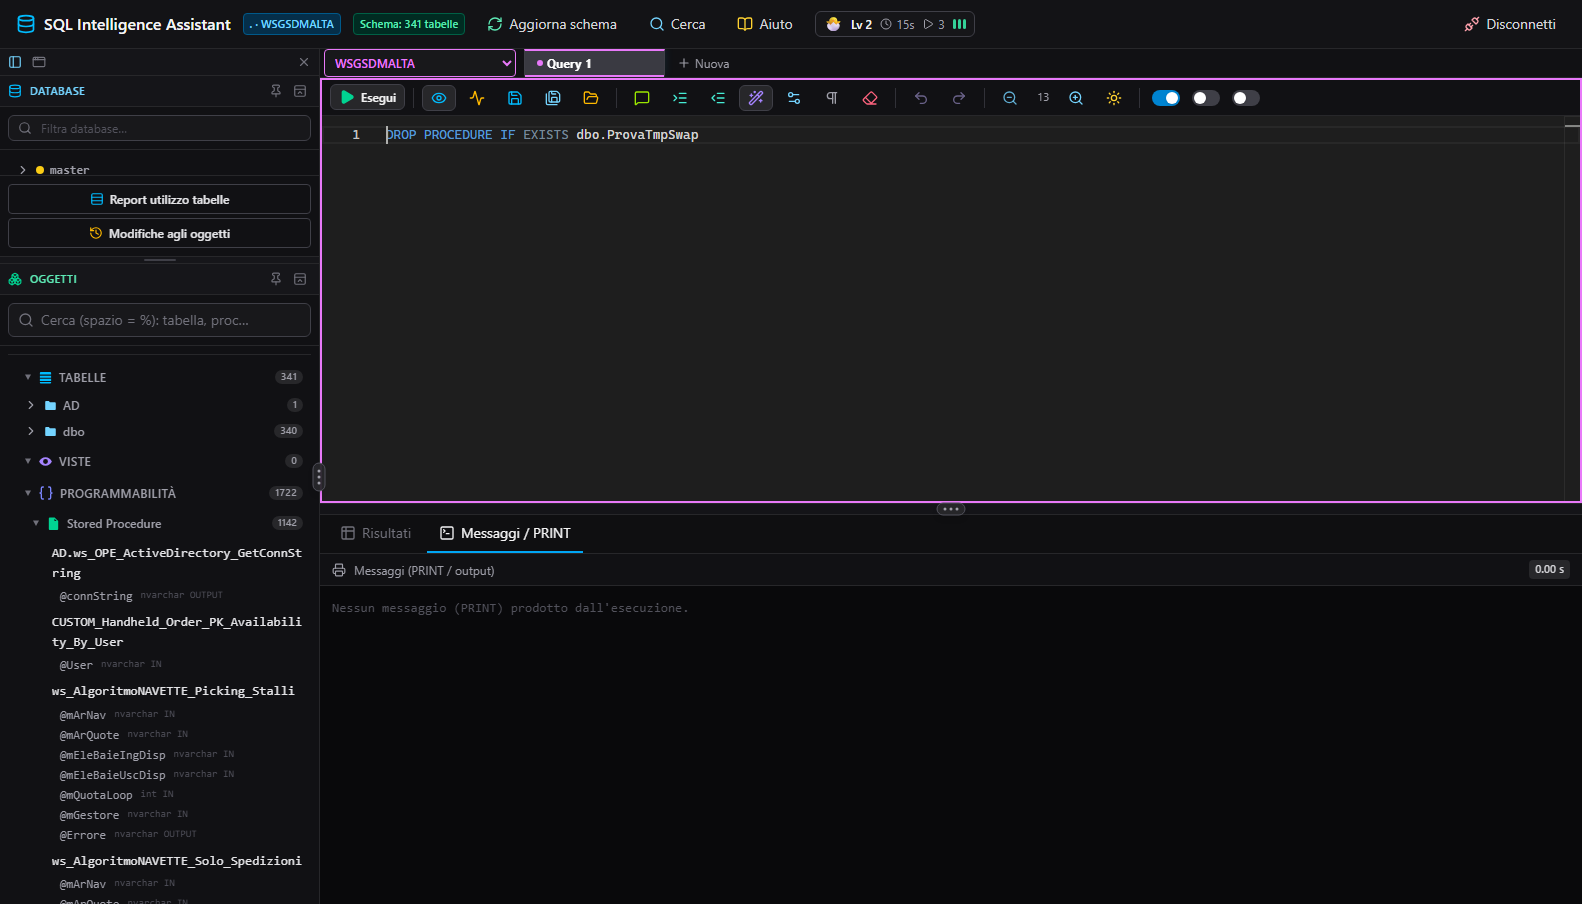 SQL Intelligence Assistant
WSGSDMALTA
Schema: 341 tabelle
Aggiorna schema
Cerca
Aiuto
Lv 2
15s
3
Disconnetti
DATABASE
Filtra database...
master
Report utilizzo tabelle
Modifiche agli oggetti
OGGETTI
Cerca (spazio = %): tabella, proc...
TABELLE 341
AD 1
dbo 340
VISTE 0
PROGRAMMABILITÀ 1722
Stored Procedure 1142
AD.ws_OPE_ActiveDirectory_GetConnSt
ring
@connString nvarchar OUTPUT
CUSTOM_Handheld_Order_PK_Availabili
ty_By_User
@User nvarchar IN
ws_AlgoritmoNAVETTE_Picking_Stalli
@mArNav nvarchar IN
@mArQuote nvarchar IN
@mEleBaieIngDisp nvarchar IN
@mEleBaieUscDisp nvarchar IN
@mQuotaLoop int IN
@mGestore nvarchar IN
@Errore nvarchar OUTPUT
ws_AlgoritmoNAVETTE_Solo_Spedizioni
@mArNav nvarchar IN
@mArQuote nvarchar IN
WSGSDMALTA
Query 1
Nuova
Esegui
13
1 DROP PROCEDURE IF EXISTS dbo.ProvaTmpSwap
Risultati
Messaggi / PRINT
Messaggi (PRINT / output)
0.00 s
Nessun messaggio (PRINT) prodotto dall'esecuzione.